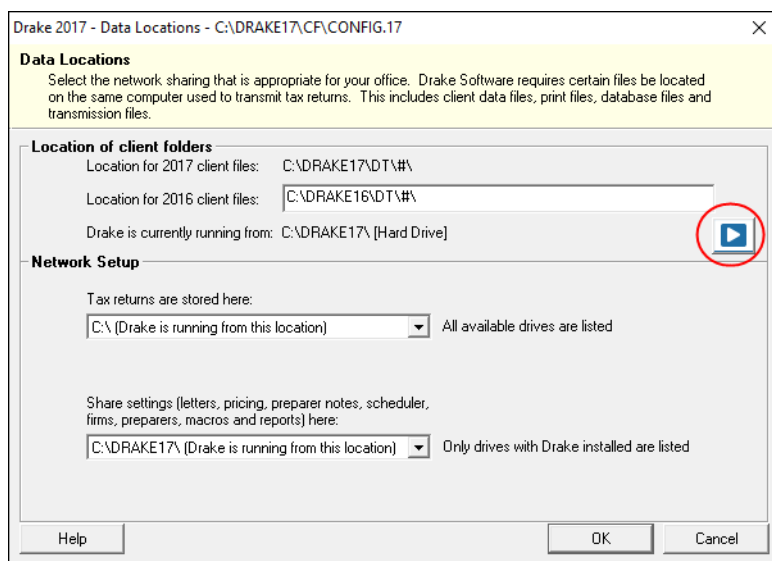 Drake 2017 - Data Locations - C:\DRAKE17\CF\CONFIG.17
Data Locations
Select the network sharing that is appropriate for your office. Drake Software requires certain files be located
on the same computer used to transmit tax returns. This includes client data files, print files, database files and
transmission files.
Location of client folders
Location for 2017 client files: C:\DRAKE17\DT\#\
Location for 2016 client files: C:\DRAKE16\DT\#\
Drake is currently running from: C:\DRAKE17\ [Hard Drive]
Network Setup
Tax returns are stored here:
C:\ (Drake is running from this location) All available drives are listed
Share settings (letters, pricing, preparer notes, scheduler,
firms, preparers, macros and reports) here:
C:\DRAKE17\ (Drake is running from this location) Only drives with Drake installed are listed
Help OK Cancel